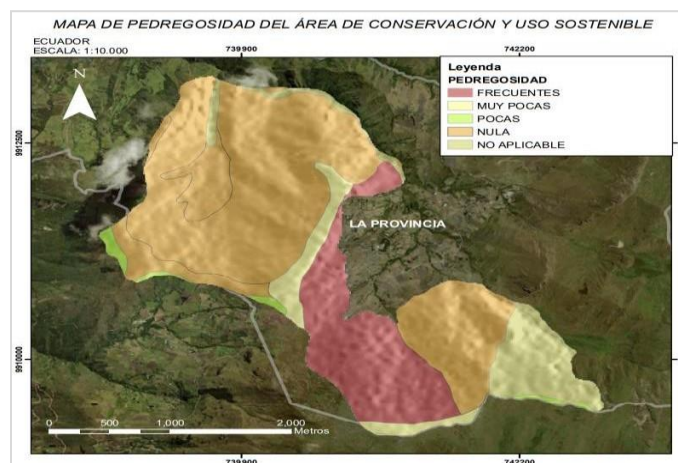 MAPA DE PEDREGOSIDAD DEL ÁREA DE CONSERVACIÓN Y USO SOSTENIBLE
ECUADOR
ESCALA: 1:10.000
739900
742200
Leyenda
PEDREGOSIDAD
FRECUENTES
MUY POCAS
POCAS
NULA
NO APLICABLE
N
9912500
LA PROVINCIA
9910000
0 500 1,000 2,000
Metros
739900
742200